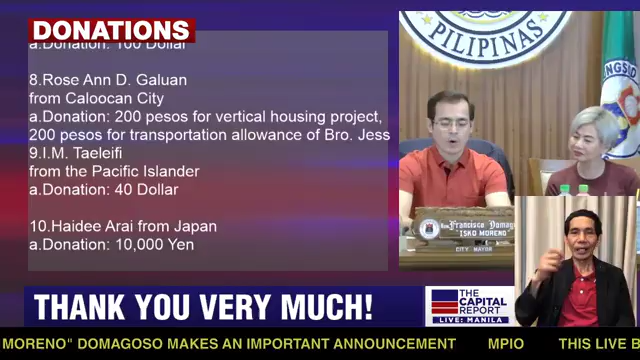 DONATIONS
a.Donation: 100 Dollar
8.Rose Ann D. Galuan
from Caloocan City
a.Donation: 200 pesos for vertical housing project,
200 pesos for transportation allowance of Bro. Jess
9.I.M. Taeleifi
from the Pacific Islander
a.Donation: 40 Dollar
10.Haidee Arai from Japan
a.Donation: 10,000 Yen
PILIPINAS
Francisco Domag
"ISKO MORENO"
CITY MAYOR
THANK YOU VERY MUCH!
THE
CAPITAL
REPORT
LIVE: MANILA
MORENO" DOMAGOSO MAKES AN IMPORTANT ANNOUNCEMENT MPIO THIS LIVE B